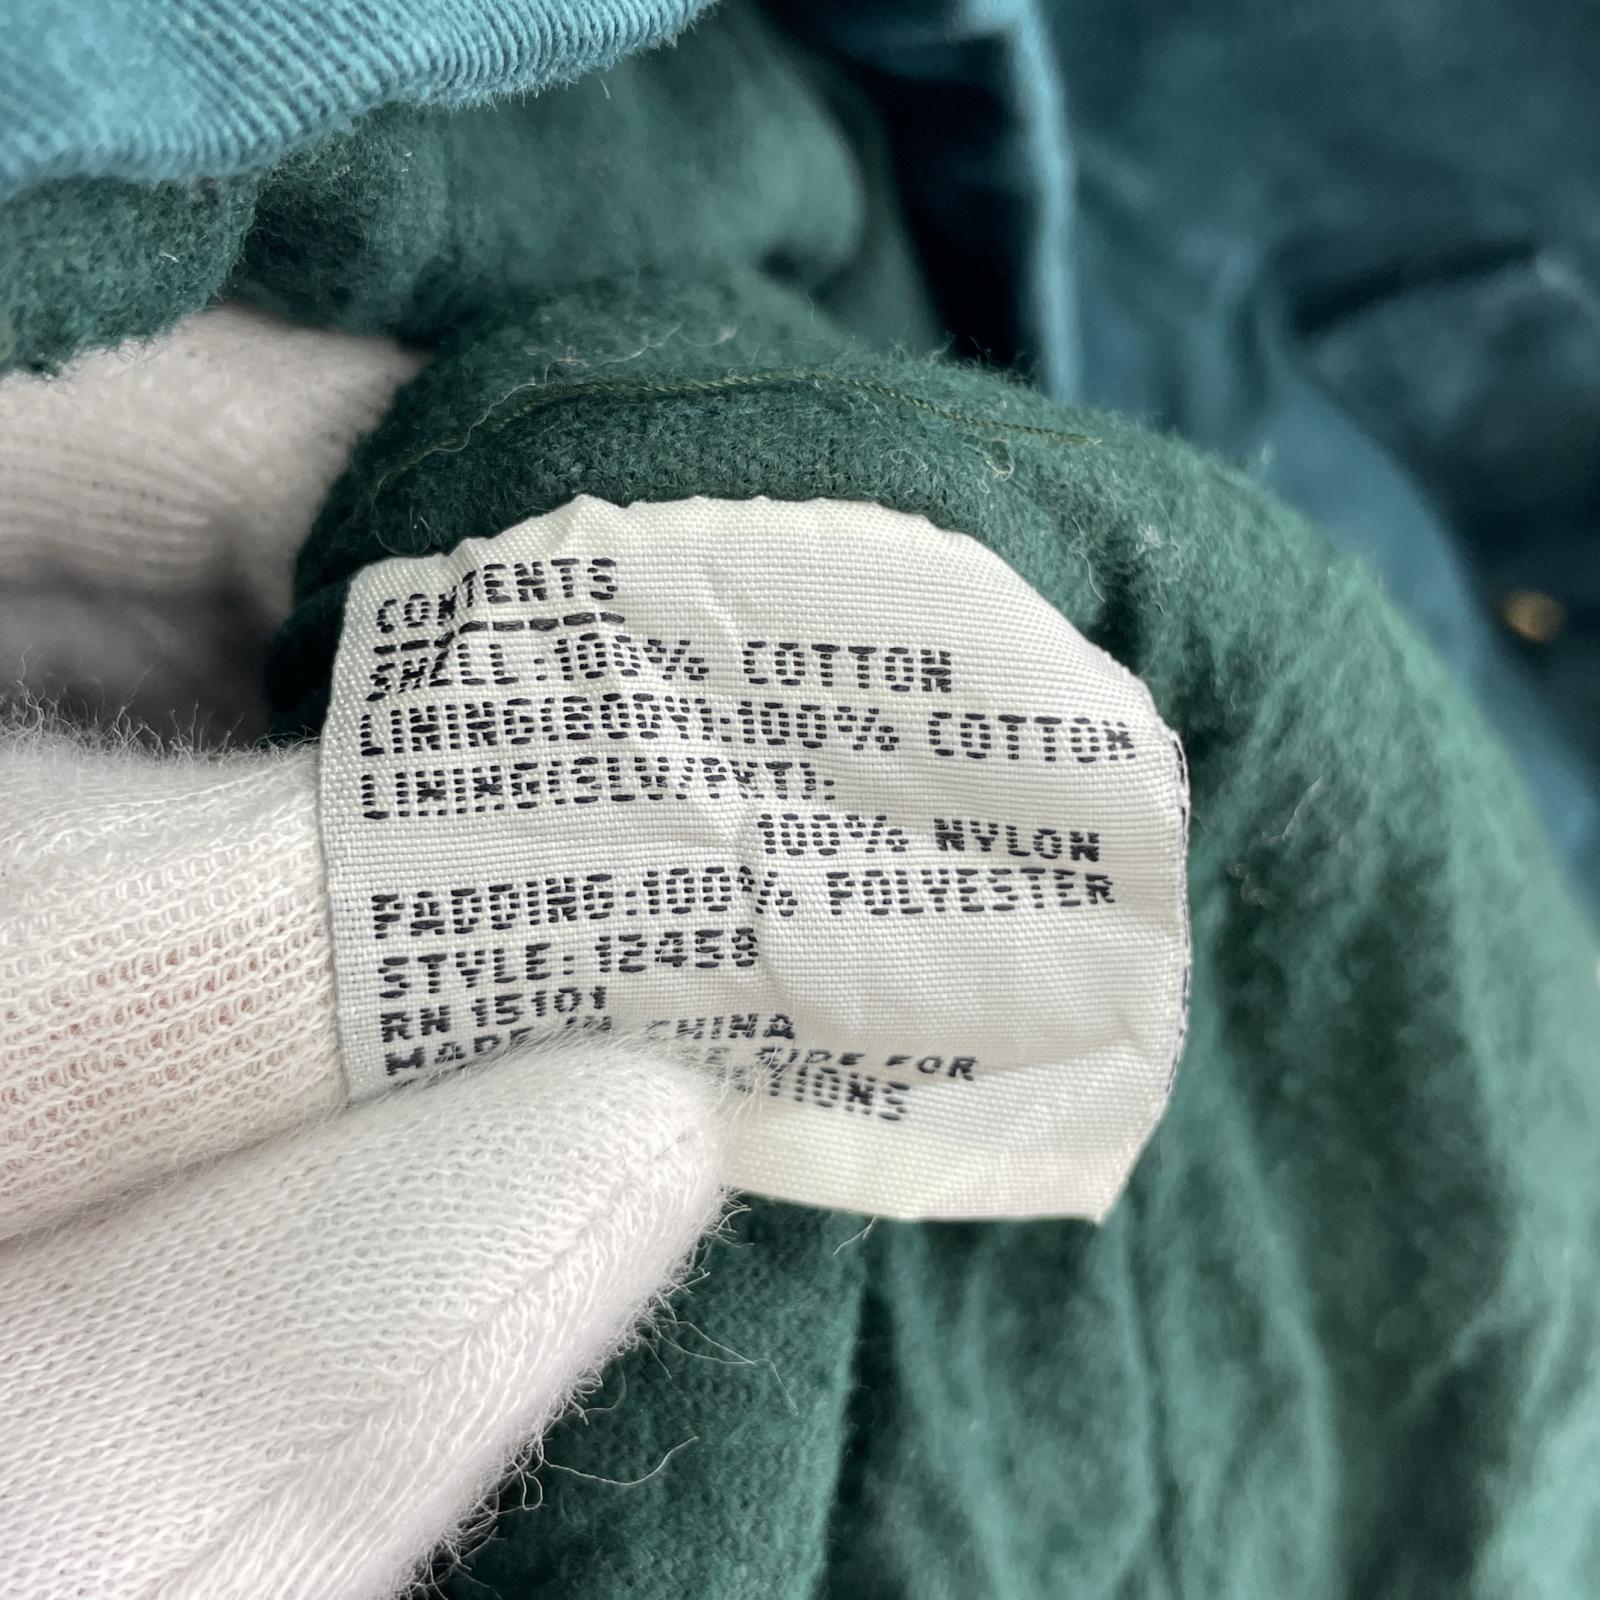 CONTENTS
SHELL:100% COTTON
LINING(BODY):100% COTTON
LINING(SLV/PKT):
100% NYLON
PADDING:100% POLYESTER
STYLE: 12458
RN 15101
MADE IN CHINA
SIDE FOR